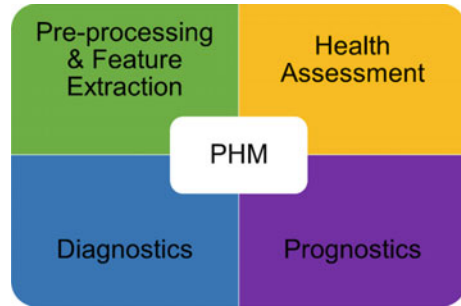 Pre-processing
& Feature
Extraction
Health
Assessment
PHM
Diagnostics
Prognostics